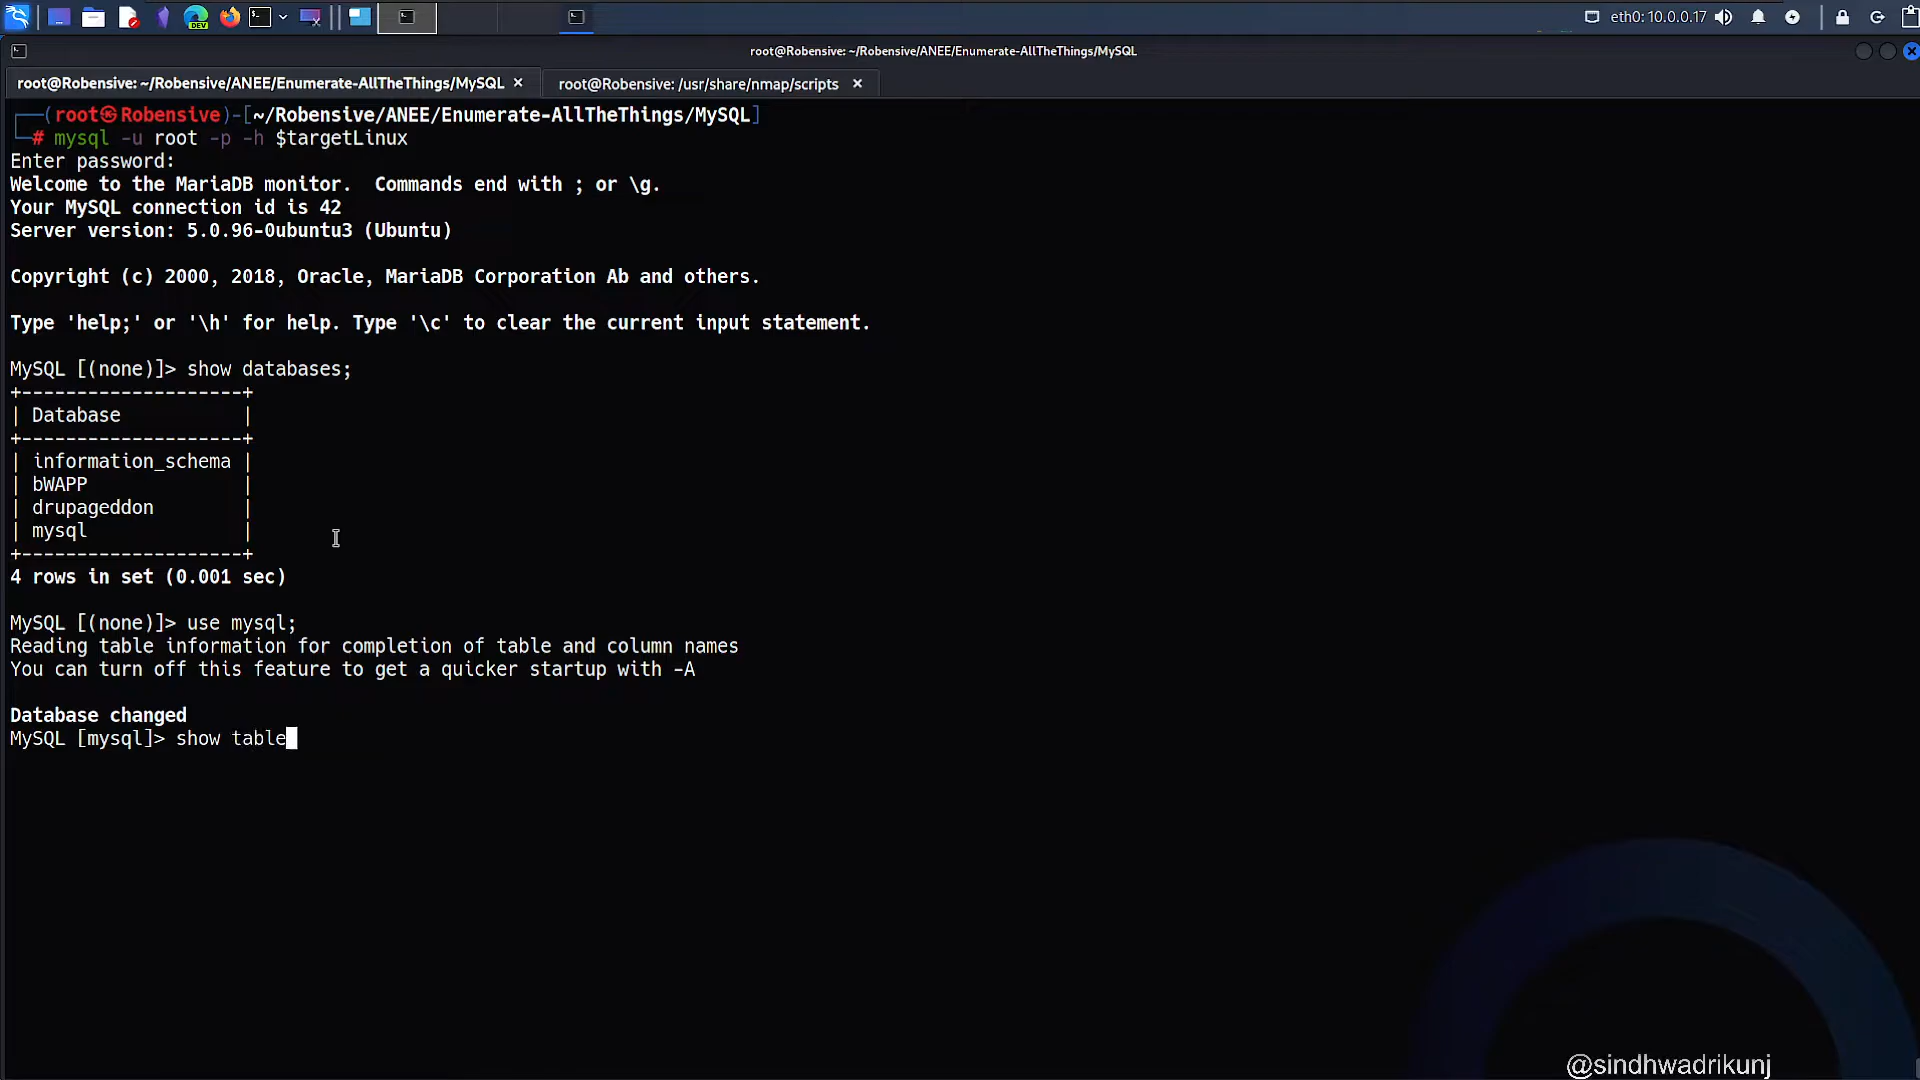 eth0: 10.0.0.17
root@Robensive: ~/Robensive/ANEE/Enumerate-AllTheThings/MySQL
root@Robensive: ~/Robensive/ANEE/Enumerate-AllTheThings/MySQL × root@Robensive: /usr/share/nmap/scripts ×
┌──(root㉿Robensive)-[~/Robensive/ANEE/Enumerate-AllTheThings/MySQL]
└─# mysql -u root -p -h $targetLinux
Enter password:
Welcome to the MariaDB monitor.  Commands end with ; or \g.
Your MySQL connection id is 42
Server version: 5.0.96-0ubuntu3 (Ubuntu)
Copyright (c) 2000, 2018, Oracle, MariaDB Corporation Ab and others.
Type 'help;' or '\h' for help. Type '\c' to clear the current input statement.
MySQL [(none)]> show databases;
+--------------------+
| Database           |
+--------------------+
| information_schema |
| bWAPP              |
| drupageddon        |
| mysql              |
+--------------------+
4 rows in set (0.001 sec)
MySQL [(none)]> use mysql;
Reading table information for completion of table and column names
You can turn off this feature to get a quicker startup with -A
Database changed
MySQL [mysql]> show table
@sindhwadrikunj